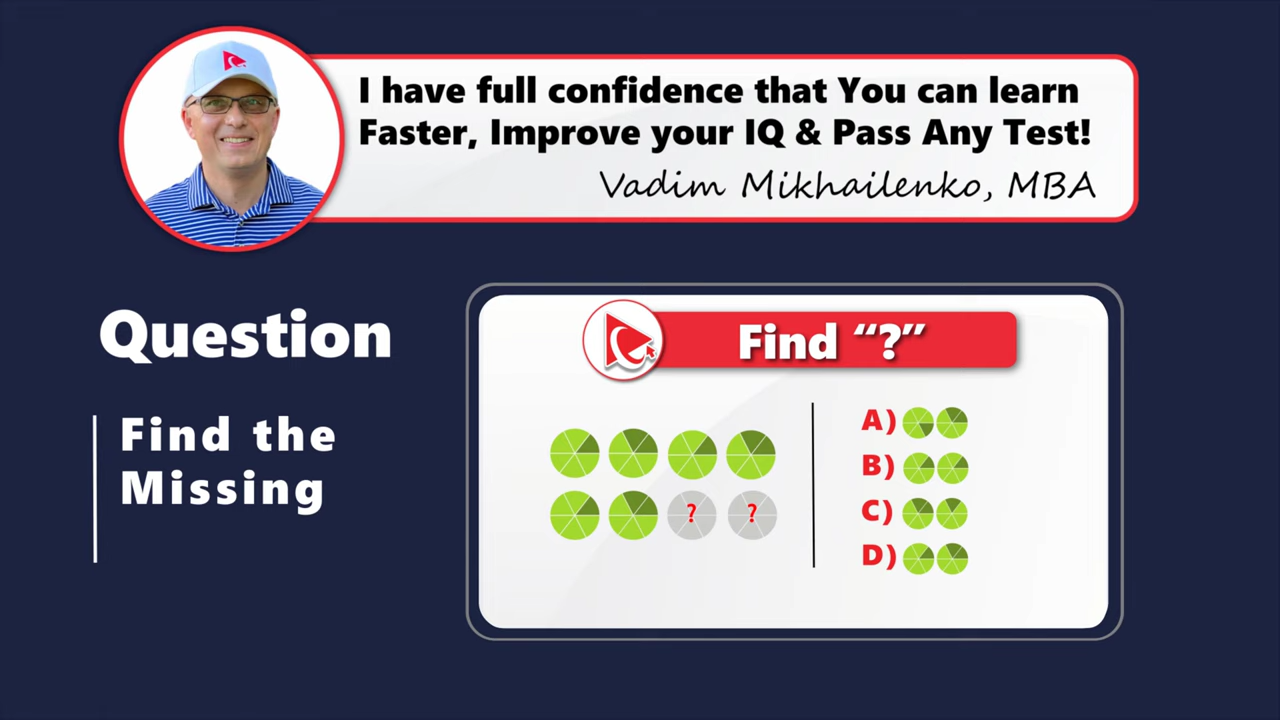 I have full confidence that You can learn
Faster, Improve your IQ & Pass Any Test!
Vadim Mikhailenko, MBA
Question
Find the
Missing
Find “?”
? ?
A)
B)
C)
D)